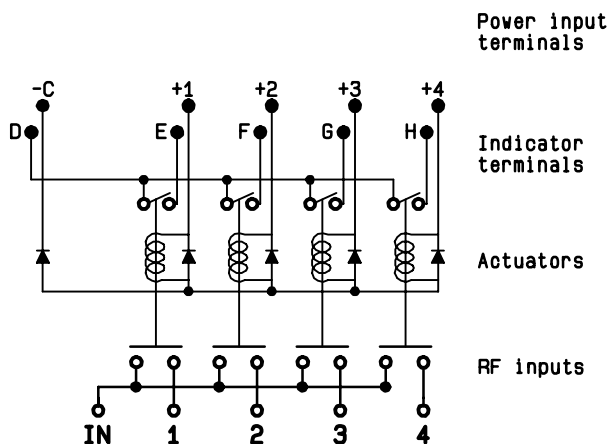 Power input
terminals
-C +1 +2 +3 +4
D E F G H
Indicator
terminals
Actuators
RF inputs
IN 1 2 3 4